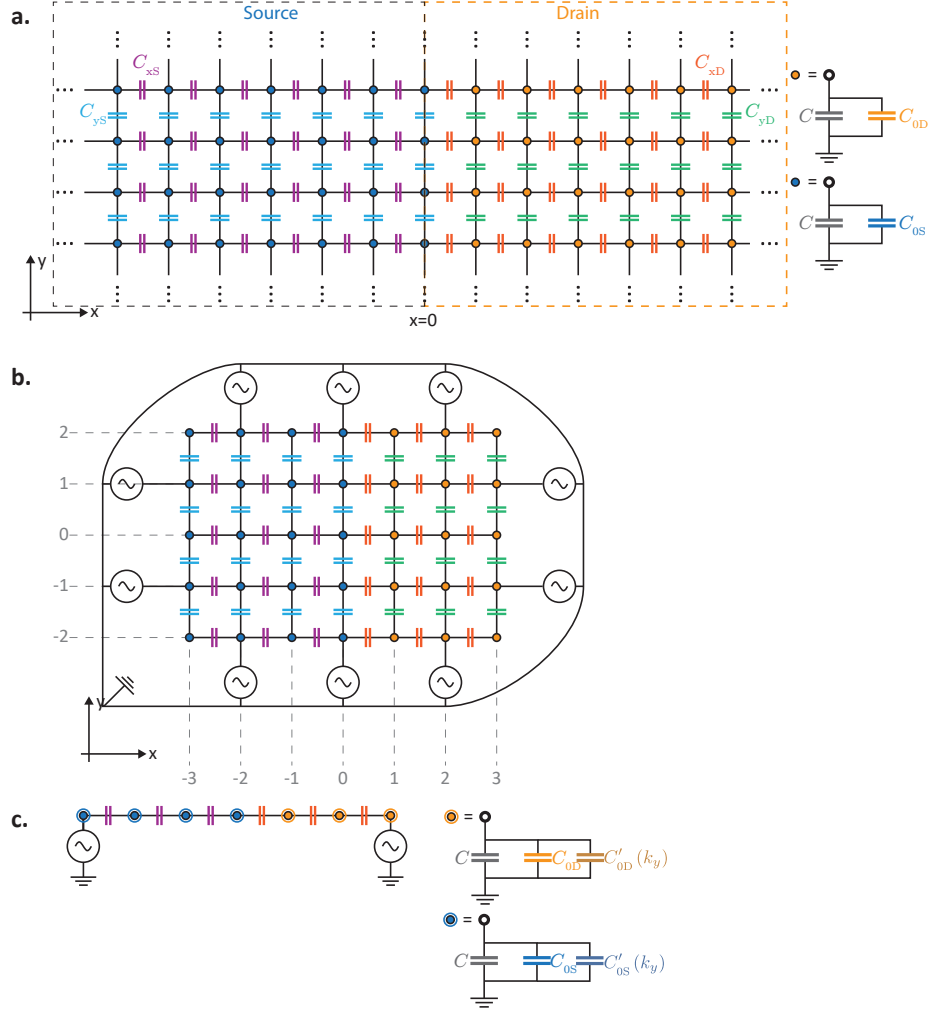 a.
Source Drain
C_xS C_xD
C_yS C_yD
= C C_0D
= C C_0S
y
x
x=0
b.
2
1
0
-1
-2
y
x
-3 -2 -1 0 1 2 3
c.
= C C_0D C′_0D (k_y)
= C C_0S C′_0S (k_y)